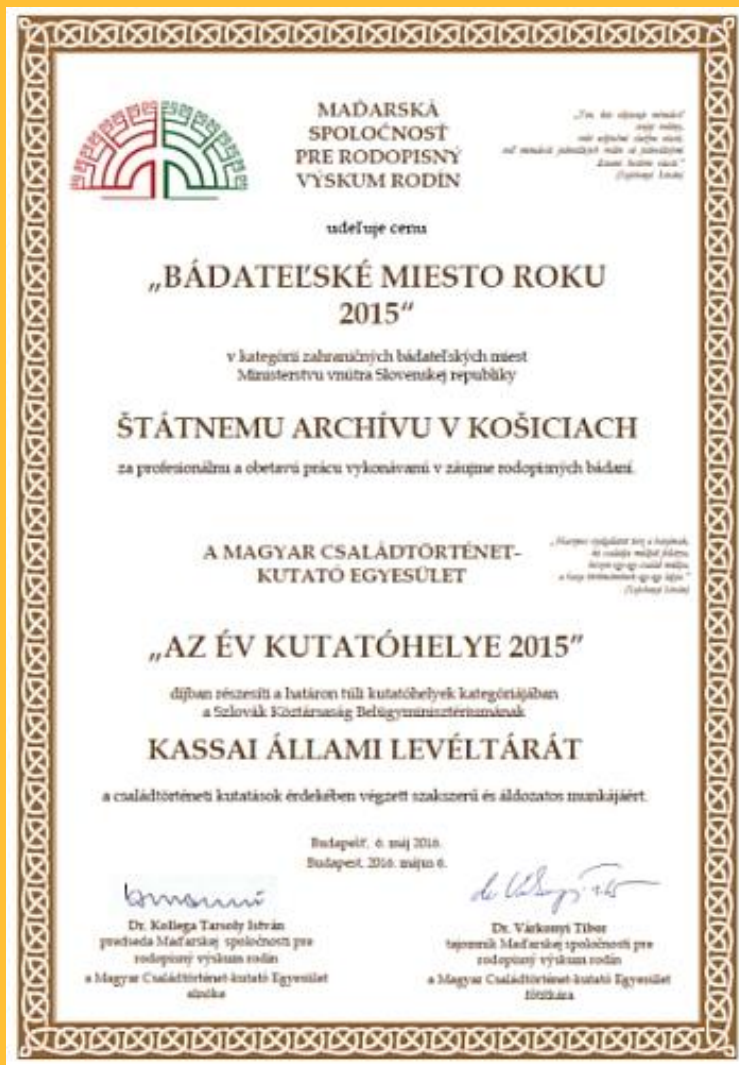 MAĎARSKÁ
SPOLOČNOSŤ
PRE RODOPISNÝ
VÝSKUM RODÍN
udeľuje cenu
„BÁDATEĽSKÉ MIESTO ROKU
2015“
v kategórii zahraničných bádateľských miest
Ministerstvu vnútra Slovenskej republiky
ŠTÁTNEMU ARCHÍVU V KOŠICIACH
za profesionálnu a obetavú prácu vykonávanú v záujme rodopisných bádaní.
A MAGYAR CSALÁDTÖRTÉNET-
KUTATÓ EGYESÜLET
„AZ ÉV KUTATÓHELYE 2015”
díjban részesíti a határon túli kutatóhelyek kategóriájában
a Szlovák Köztársaság Belügyminisztériumának
KASSAI ÁLLAMI LEVÉLTÁRÁT
a családtörténeti kutatások érdekében végzett szakszerű és áldozatos munkájáért.
Budapešť, 6. máj 2016.
Budapest, 2016. május 6.
Dr. Kollega Tarsoly István
predseda Maďarskej spoločnosti pre
rodopisný výskum rodín
a Magyar Családtörténet-kutató Egyesület
elnöke
Dr. Várkonyi Tibor
tajomník Maďarskej spoločnosti pre
rodopisný výskum rodín
a Magyar Családtörténet-kutató Egyesület
főtitkára